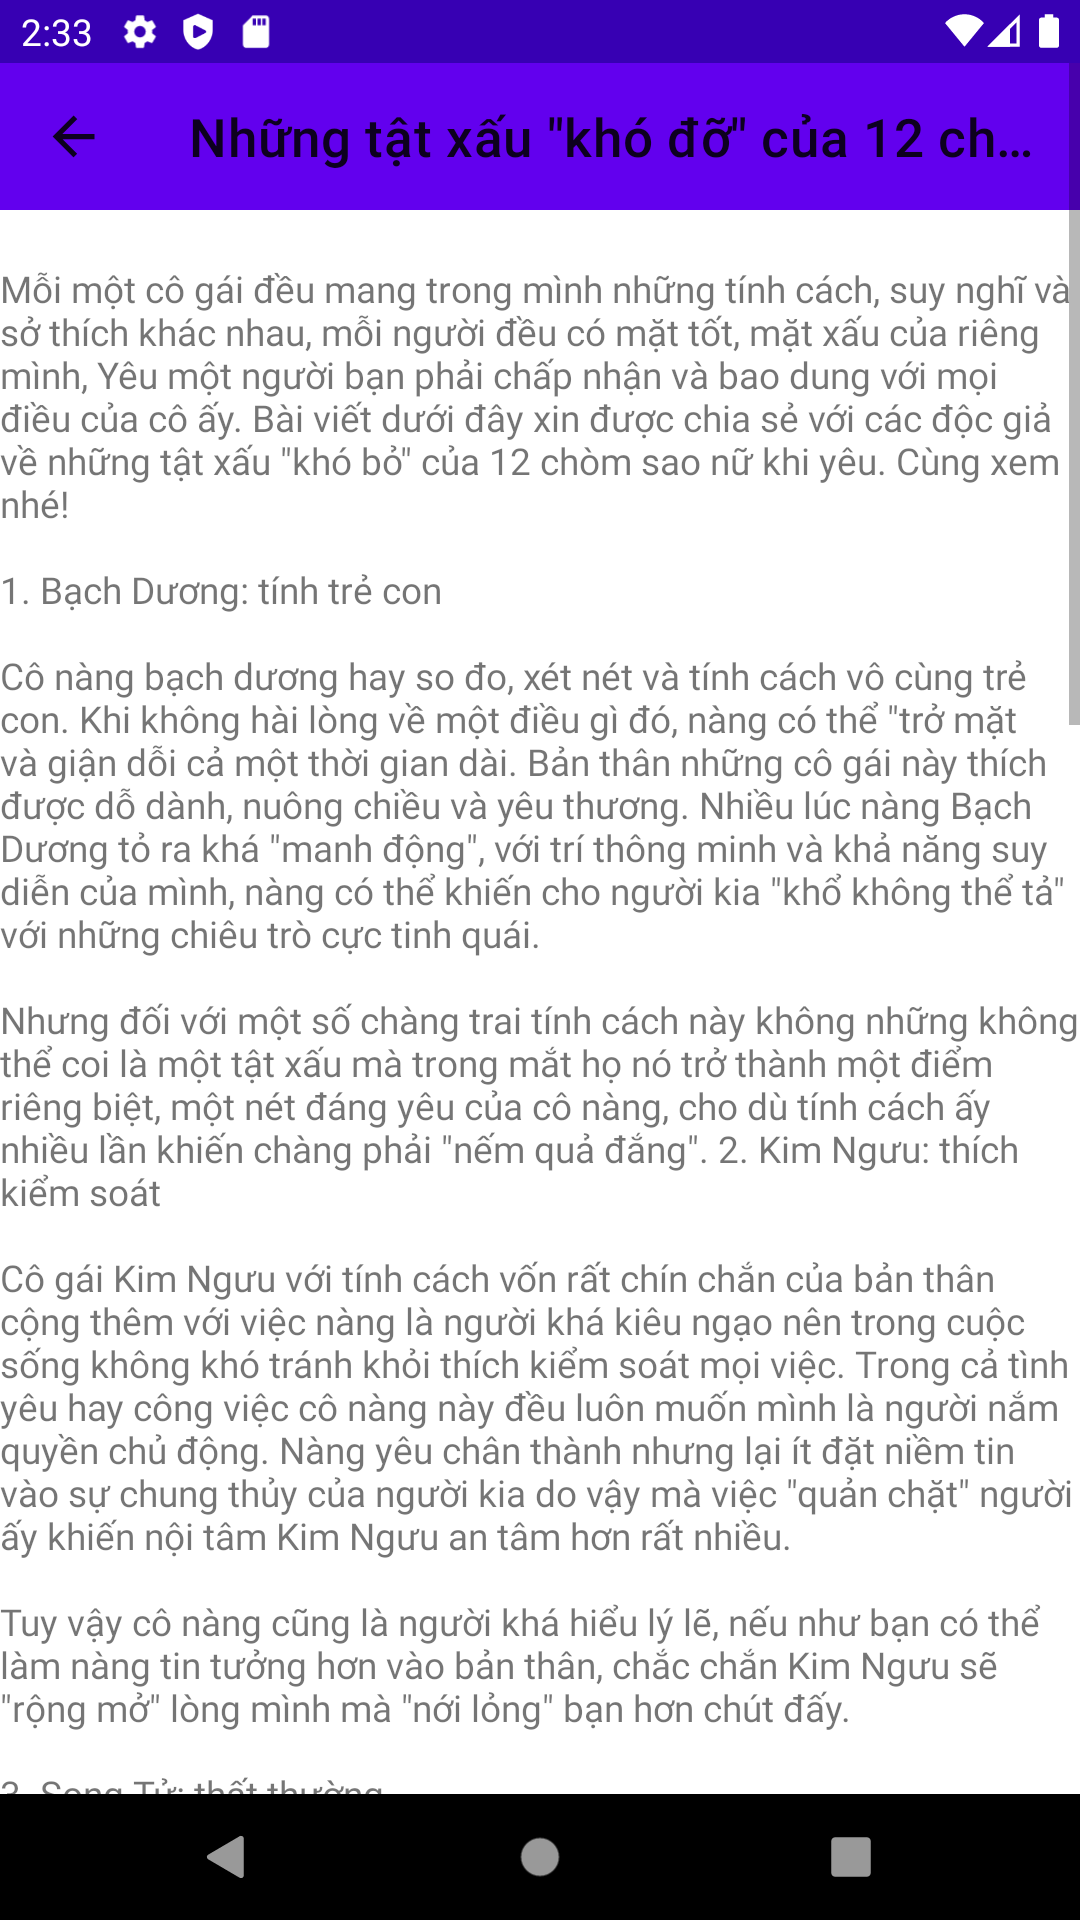 2:33
Những tật xấu "khó đỡ" của 12 ch...
Mỗi một cô gái đều mang trong mình những tính cách, suy nghĩ và
sở thích khác nhau, mỗi người đều có mặt tốt, mặt xấu của riêng
mình, Yêu một người bạn phải chấp nhận và bao dung với mọi
điều của cô ấy. Bài viết dưới đây xin được chia sẻ với các độc giả
về những tật xấu "khó bỏ" của 12 chòm sao nữ khi yêu. Cùng xem
nhé!
1. Bạch Dương: tính trẻ con
Cô nàng bạch dương hay so đo, xét nét và tính cách vô cùng trẻ
con. Khi không hài lòng về một điều gì đó, nàng có thể "trở mặt
và giận dỗi cả một thời gian dài. Bản thân những cô gái này thích
được dỗ dành, nuông chiều và yêu thương. Nhiều lúc nàng Bạch
Dương tỏ ra khá "manh động", với trí thông minh và khả năng suy
diễn của mình, nàng có thể khiến cho người kia "khổ không thể tả"
với những chiêu trò cực tinh quái.
Nhưng đối với một số chàng trai tính cách này không những không
thể coi là một tật xấu mà trong mắt họ nó trở thành một điểm
riêng biệt, một nét đáng yêu của cô nàng, cho dù tính cách ấy
nhiều lần khiến chàng phải "nếm quả đắng". 2. Kim Ngưu: thích
kiểm soát
Cô gái Kim Ngưu với tính cách vốn rất chín chắn của bản thân
cộng thêm với việc nàng là người khá kiêu ngạo nên trong cuộc
sống không khó tránh khỏi thích kiểm soát mọi việc. Trong cả tình
yêu hay công việc cô nàng này đều luôn muốn mình là người nắm
quyền chủ động. Nàng yêu chân thành nhưng lại ít đặt niềm tin
vào sự chung thủy của người kia do vậy mà việc "quản chặt" người
ấy khiến nội tâm Kim Ngưu an tâm hơn rất nhiều.
Tuy vậy cô nàng cũng là người khá hiểu lý lẽ, nếu như bạn có thể
làm nàng tin tưởng hơn vào bản thân, chắc chắn Kim Ngưu sẽ
"rộng mở" lòng mình mà "nới lỏng" bạn hơn chút đấy.
3. Song Tử: thất thường